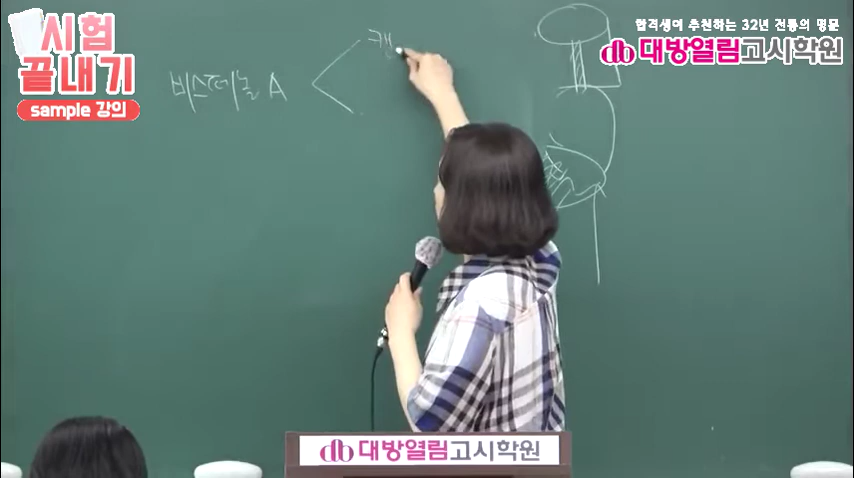 시험
끝내기
sample 강의
합격생이 추천하는 32년 전통의 명문
대방열림고시학원
비스페놀 A
캔
대방열림고시학원